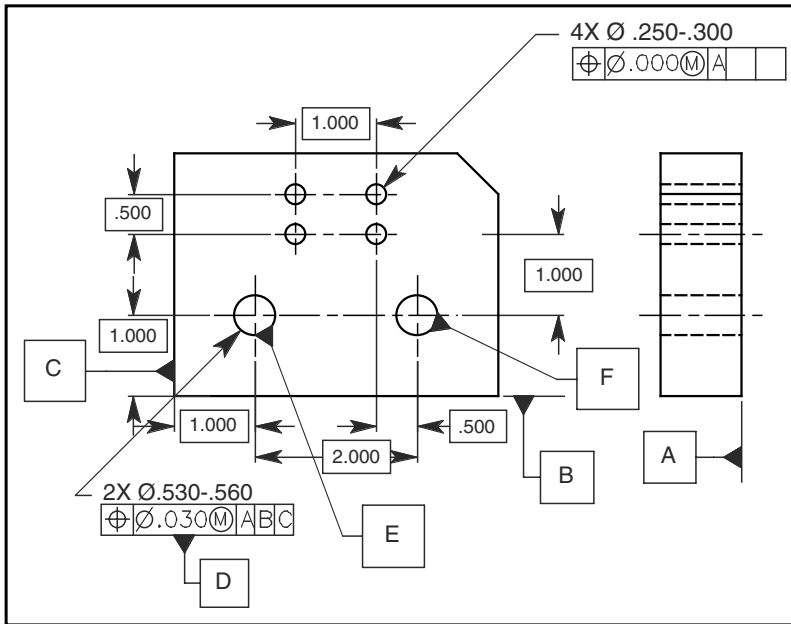 4X Ø .250-.300
⌖ Ø.000Ⓜ A
1.000
.500
1.000
1.000
C
F
1.000
.500
2.000
B
A
2X Ø.530-.560
⌖ Ø.030Ⓜ A B C
E
D